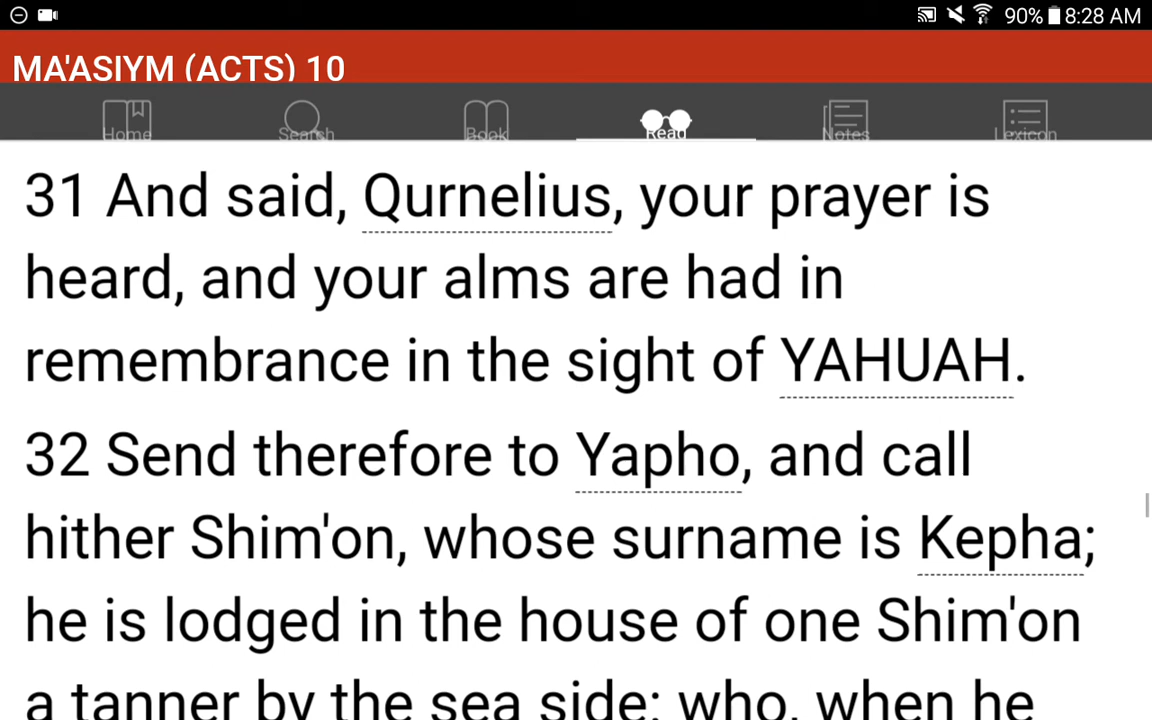 90% 8:28 AM
MA'ASIYM (ACTS) 10
Home Search Book Read Notes Lexicon
31 And said, Qurnelius, your prayer is
heard, and your alms are had in
remembrance in the sight of YAHUAH.
32 Send therefore to Yapho, and call
hither Shim'on, whose surname is Kepha;
he is lodged in the house of one Shim'on
a tanner by the sea side: who, when he